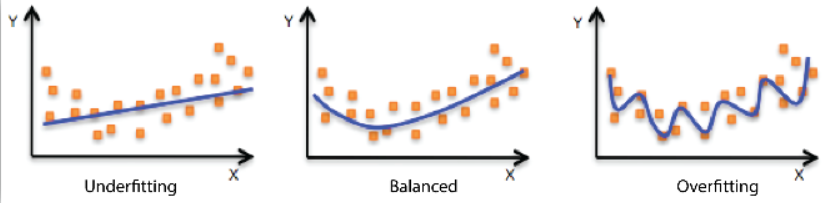 Y
X
Underfitting
Y
X
Balanced
Y
X
Overfitting